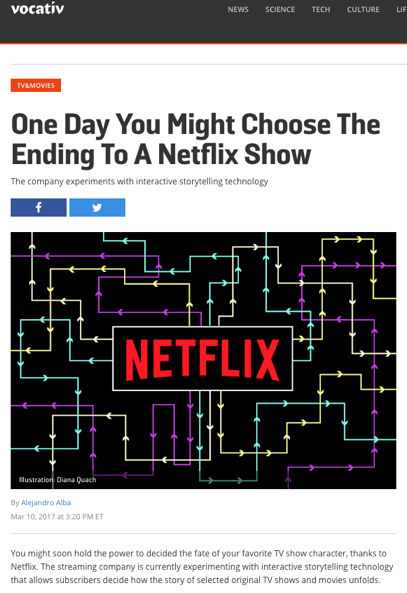 vocativ
NEWS SCIENCE TECH CULTURE LIF
TV&MOVIES
One Day You Might Choose The
Ending To A Netflix Show
The company experiments with interactive storytelling technology
NETFLIX
Illustration: Diana Quach
By Alejandro Alba
Mar 10, 2017 at 3:20 PM ET
You might soon hold the power to decided the fate of your favorite TV show character, thanks to
Netflix. The streaming company is currently experimenting with interactive storytelling technology
that allows subscribers decide how the story of selected original TV shows and movies unfolds.